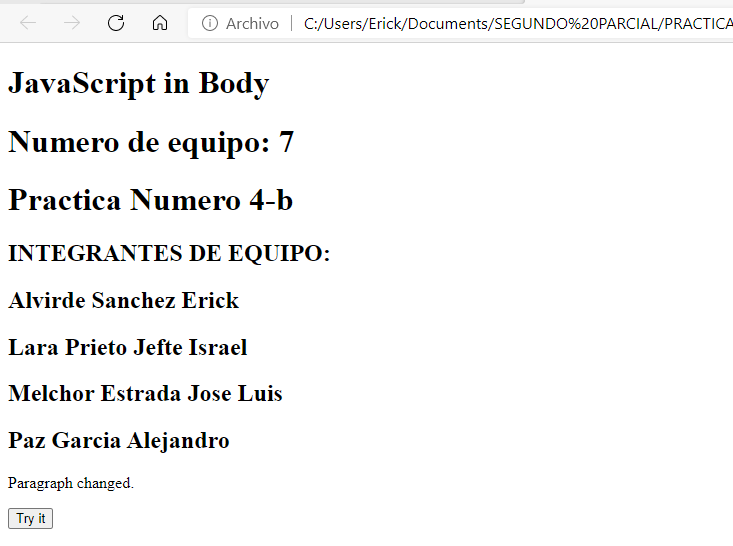 Archivo | C:/Users/Erick/Documents/SEGUNDO%20PARCIAL/PRACTICA
JavaScript in Body
Numero de equipo: 7
Practica Numero 4-b
INTEGRANTES DE EQUIPO:
Alvirde Sanchez Erick
Lara Prieto Jefte Israel
Melchor Estrada Jose Luis
Paz Garcia Alejandro
Paragraph changed.
Try it